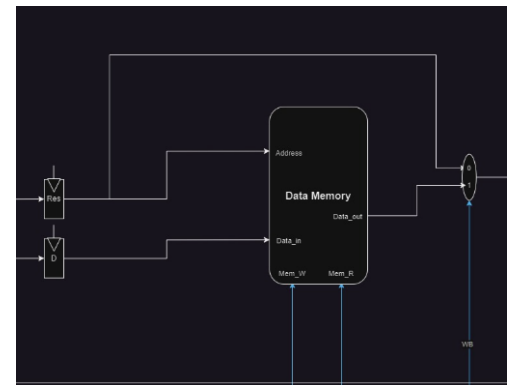 Address
0
Res
1
Data Memory
Data_out
Data_in
D
Mem_W
Mem_R
WB